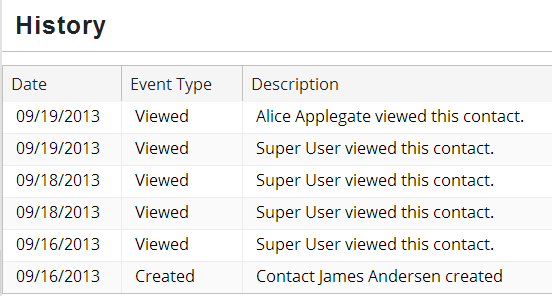 History
Date Event Type Description
09/19/2013 Viewed Alice Applegate viewed this contact.
09/19/2013 Viewed Super User viewed this contact.
09/18/2013 Viewed Super User viewed this contact.
09/18/2013 Viewed Super User viewed this contact.
09/16/2013 Viewed Super User viewed this contact.
09/16/2013 Created Contact James Andersen created